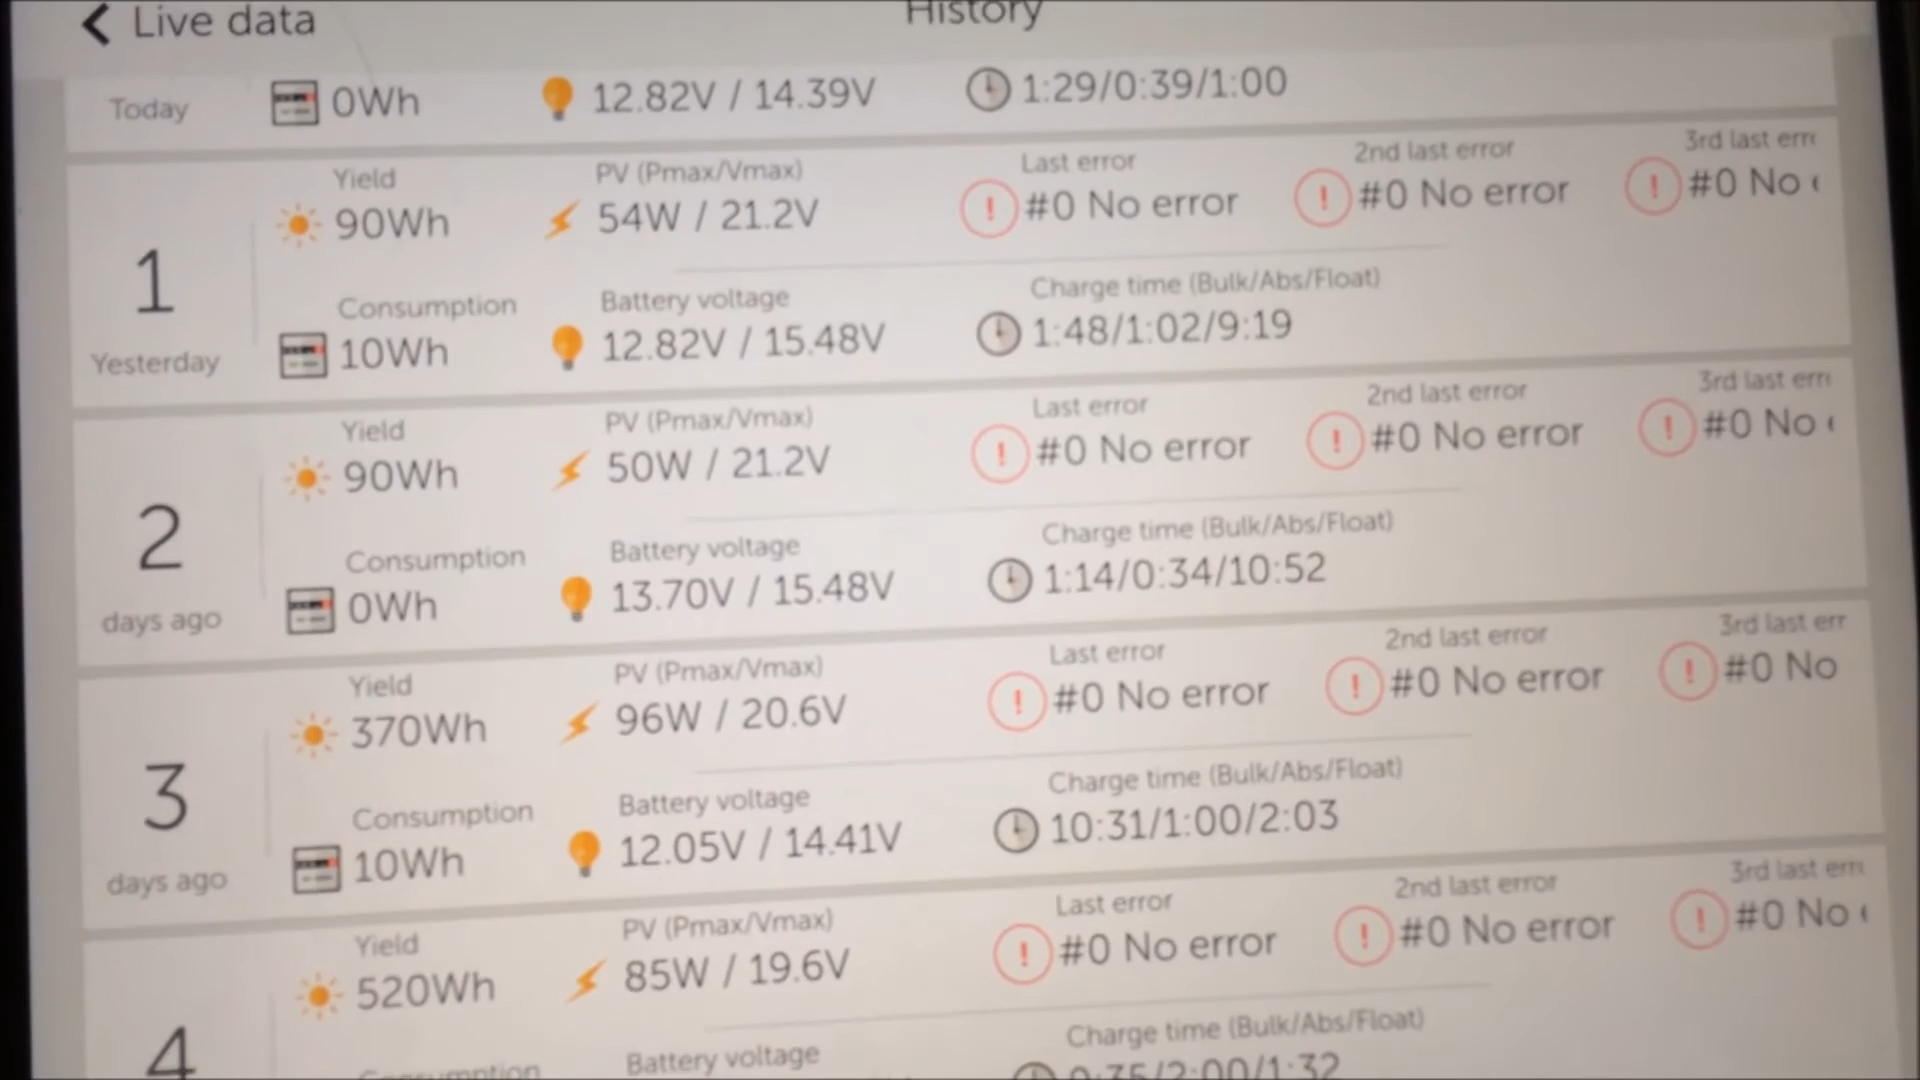 Live data
History
Today
0Wh
12.82V / 14.39V
1:29/0:39/1:00
Yield
PV (Pmax/Vmax)
Last error
2nd last error
3rd last
90Wh
54W / 21.2V
#0 No error
#0 No error
#0 No
1
Yesterday
Consumption
Battery voltage
Charge time (Bulk/Abs/Float)
10Wh
12.82V / 15.48V
1:48/1:02/9:19
Yield
PV (Pmax/Vmax)
Last error
2nd last error
3rd last
90Wh
50W / 21.2V
#0 No error
#0 No error
#0 No
2
days ago
Consumption
Battery voltage
Charge time (Bulk/Abs/Float)
0Wh
13.70V / 15.48V
1:14/0:34/10:52
Yield
PV (Pmax/Vmax)
Last error
2nd last error
3rd last err
370Wh
96W / 20.6V
#0 No error
#0 No error
#0 No
3
days ago
Consumption
Battery voltage
Charge time (Bulk/Abs/Float)
10Wh
12.05V / 14.41V
10:31/1:00/2:03
Yield
PV (Pmax/Vmax)
Last error
2nd last error
3rd last
520Wh
85W / 19.6V
#0 No error
#0 No error
#0 No
4
Consumption
Battery voltage
Charge time (Bulk/Abs/Float)